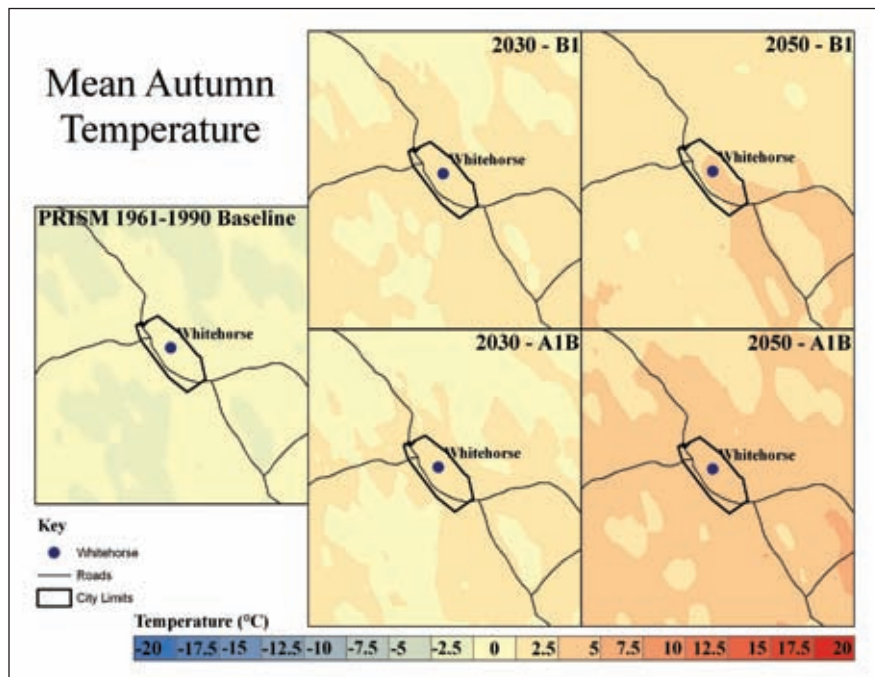 Mean Autumn
Temperature
2030 - B1
2050 - B1
Whitehorse
Whitehorse
PRISM 1961-1990 Baseline
Whitehorse
2030 - A1B
2050 - A1B
Whitehorse
Whitehorse
Key
Whitehorse
Roads
City Limits
Temperature (°C)
-20 -17.5 -15 -12.5 -10 -7.5 -5 -2.5 0 2.5 5 7.5 10 12.5 15 17.5 20